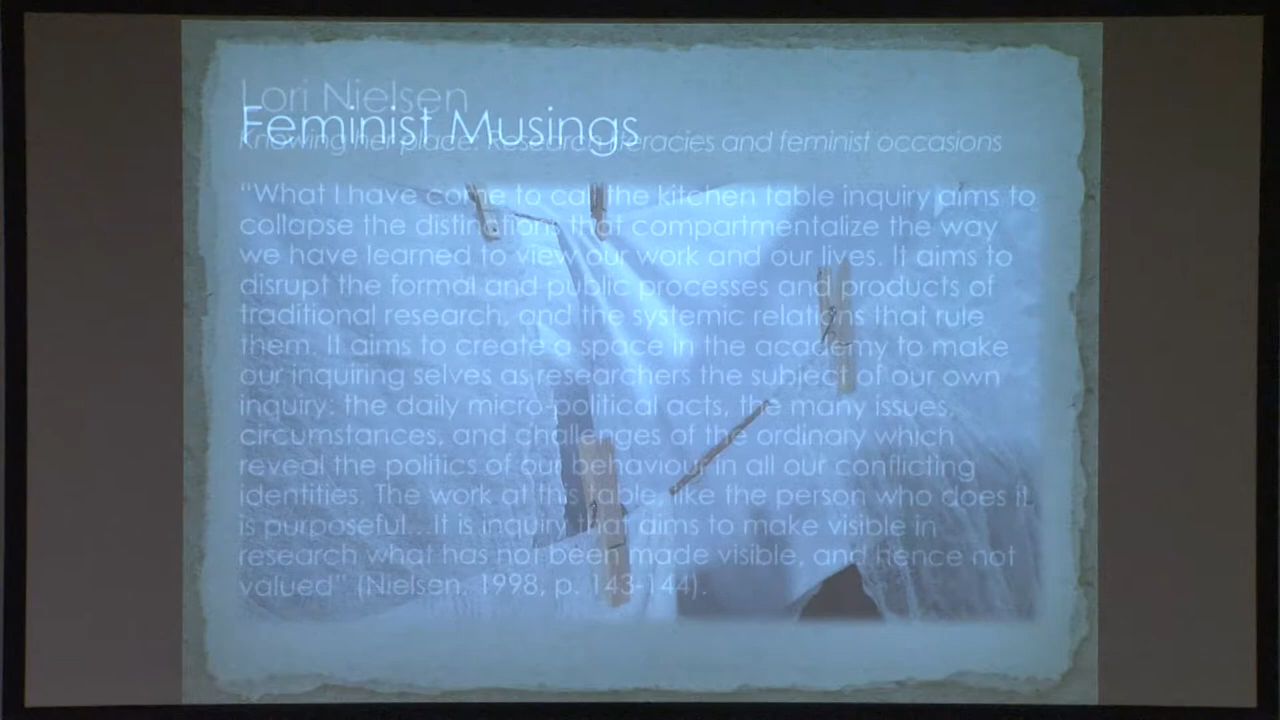 Lori Nielsen
Feminist Musings
Knowing her place: Research literacies and feminist occasions
“What I have come to call the kitchen table inquiry aims to
collapse the distinctions that compartmentalize the way
we have learned to view our work and our lives. It aims to
disrupt the formal and public processes and products of
traditional research, and the systemic relations that rule
them. It aims to create a space in the academy to make
our inquiring selves as researchers the subject of our own
inquiry: the daily micro-political acts, the many issues,
circumstances, and challenges of the ordinary which
reveal the politics of our behaviour in all our conflicting
identities. The work at this table, like the person who does it,
is purposeful... It is inquiry that aims to make visible in
research what has not been made visible, and hence not
valued” (Nielsen, 1998, p. 143-144).